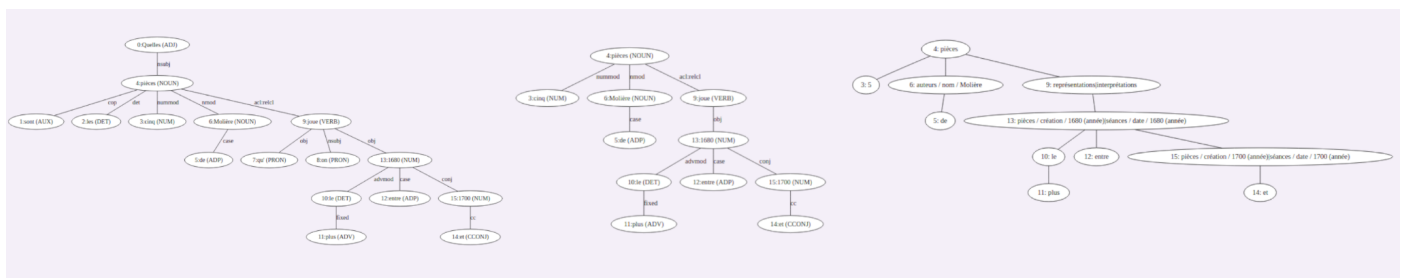 0:Quelles (ADJ)
nsubj
4:pièces (NOUN)
cop
det
nummod
nmod
acl:relcl
1:sont (AUX)
2:les (DET)
3:cinq (NUM)
6:Molière (NOUN)
9:joue (VERB)
case
obj
nsubj
obj
5:de (ADP)
7:qu' (PRON)
8:on (PRON)
13:1680 (NUM)
advmod
case
conj
10:le (DET)
12:entre (ADP)
15:1700 (NUM)
fixed
cc
11:plus (ADV)
14:et (CCONJ)
4:pièces (NOUN)
nummod
nmod
acl:relcl
3:cinq (NUM)
6:Molière (NOUN)
9:joue (VERB)
case
obj
5:de (ADP)
13:1680 (NUM)
advmod
case
conj
10:le (DET)
12:entre (ADP)
15:1700 (NUM)
fixed
cc
11:plus (ADV)
14:et (CCONJ)
4: pièces
3: 5
6: auteurs / nom / Molière
9: représentations|interprétations
5: de
13: pièces / création / 1680 (année)|séances / date / 1680 (année)
10: le
12: entre
15: pièces / création / 1700 (année)|séances / date / 1700 (année)
11: plus
14: et